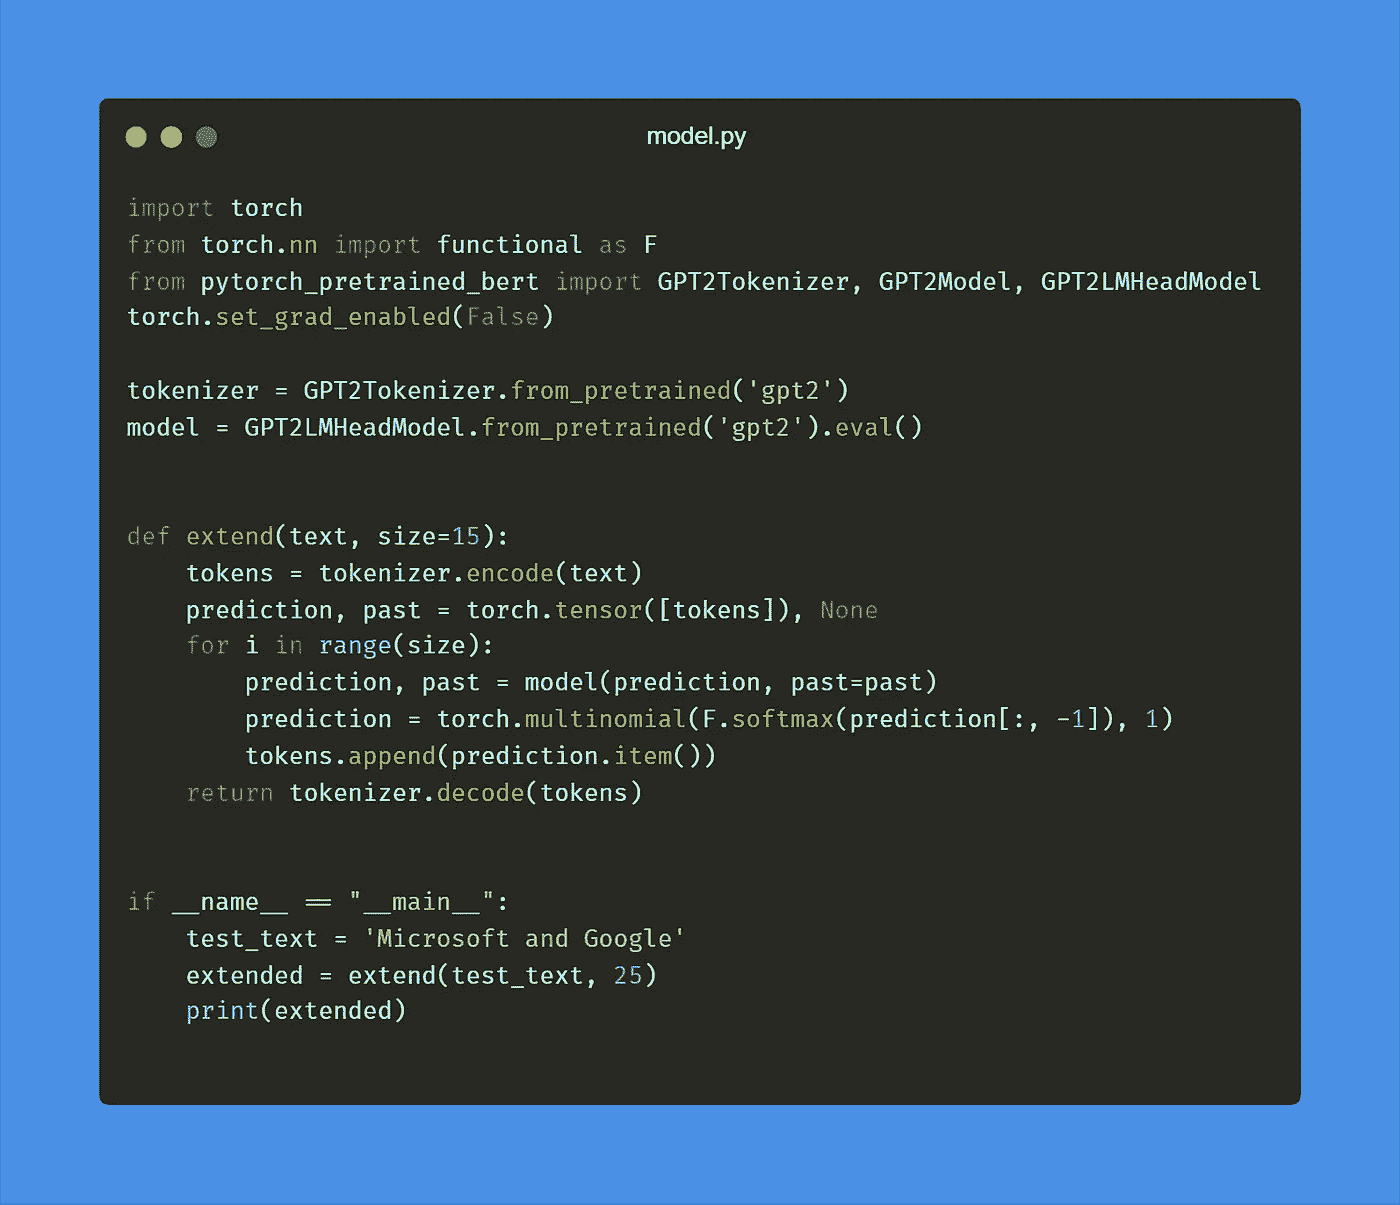 model.py
import torch
from torch.nn import functional as F
from pytorch_pretrained_bert import GPT2Tokenizer, GPT2Model, GPT2LMHeadModel
torch.set_grad_enabled(False)
tokenizer = GPT2Tokenizer.from_pretrained('gpt2')
model = GPT2LMHeadModel.from_pretrained('gpt2').eval()
def extend(text, size=15):
    tokens = tokenizer.encode(text)
    prediction, past = torch.tensor([tokens]), None
    for i in range(size):
        prediction, past = model(prediction, past=past)
        prediction = torch.multinomial(F.softmax(prediction[:, -1]), 1)
        tokens.append(prediction.item())
    return tokenizer.decode(tokens)
if __name__ == "__main__":
    test_text = 'Microsoft and Google'
    extended = extend(test_text, 25)
    print(extended)